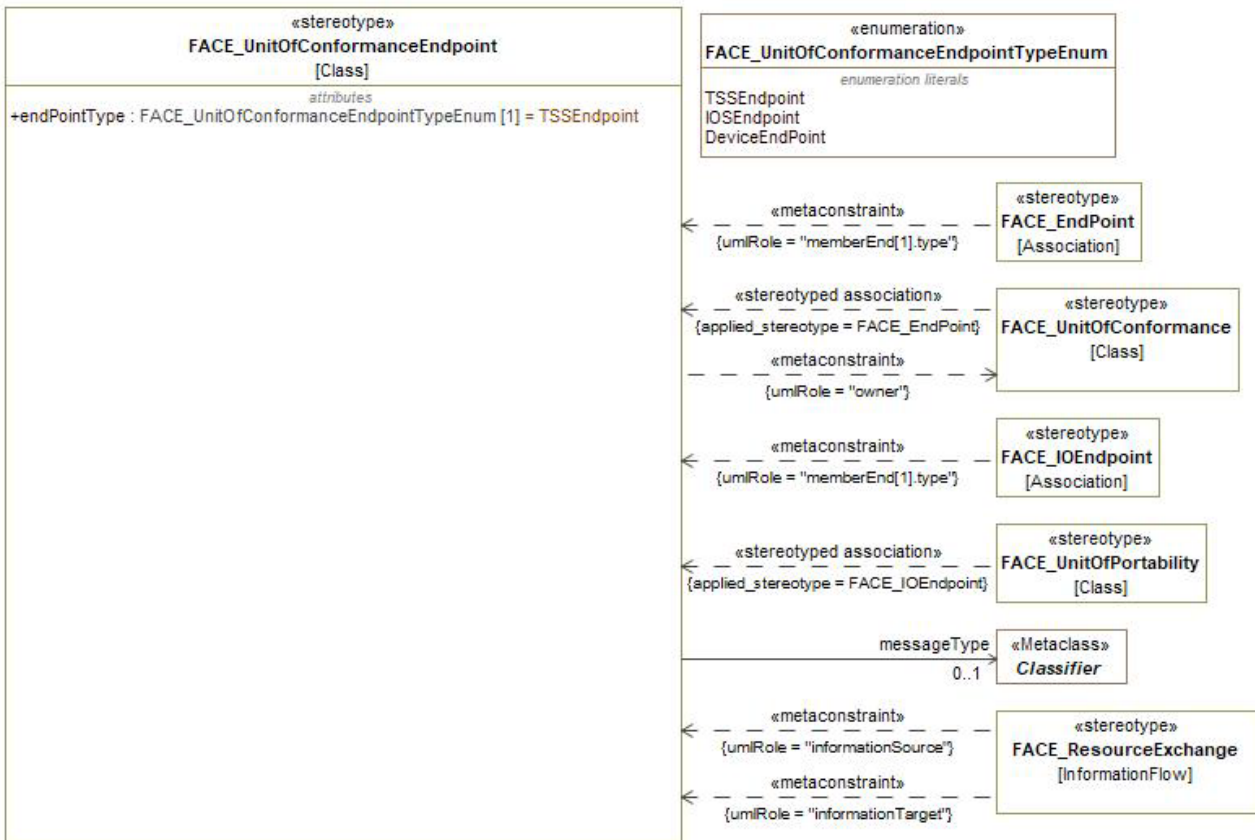 «stereotype»
FACE_UnitOfConformanceEndpoint
[Class]
attributes
+endPointType : FACE_UnitOfConformanceEndpointTypeEnum [1] = TSSEndpoint
«enumeration»
FACE_UnitOfConformanceEndpointTypeEnum
enumeration literals
TSSEndpoint
IOSEndpoint
DeviceEndPoint
«metaconstraint»
{umlRole = "memberEnd[1].type"}
«stereotype»
FACE_EndPoint
[Association]
«stereotyped association»
{applied_stereotype = FACE_EndPoint}
«metaconstraint»
{umlRole = "owner"}
«stereotype»
FACE_UnitOfConformance
[Class]
«metaconstraint»
{umlRole = "memberEnd[1].type"}
«stereotype»
FACE_IOEndpoint
[Association]
«stereotyped association»
{applied_stereotype = FACE_IOEndpoint}
«stereotype»
FACE_UnitOfPortability
[Class]
messageType
0..1
«Metaclass»
Classifier
«metaconstraint»
{umlRole = "informationSource"}
«metaconstraint»
{umlRole = "informationTarget"}
«stereotype»
FACE_ResourceExchange
[InformationFlow]